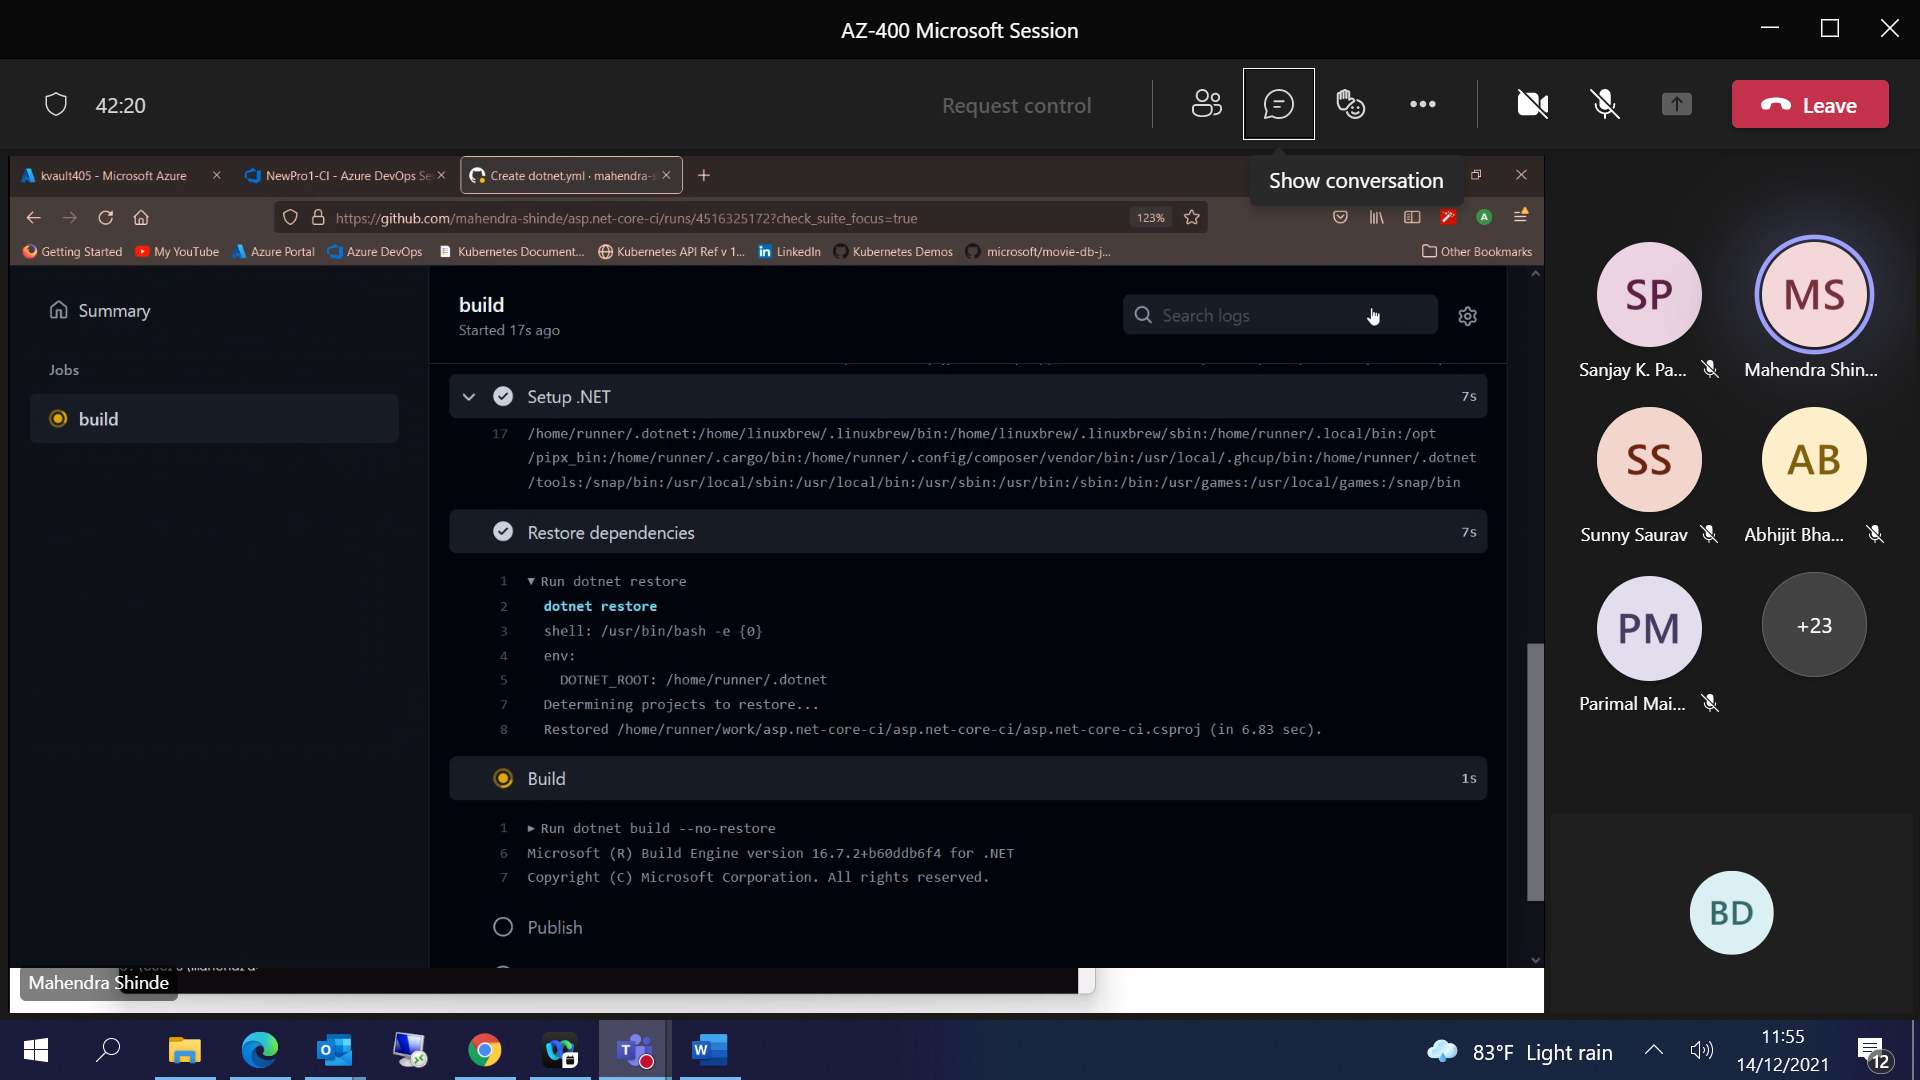 AZ-400 Microsoft Session
42:20
Request control
Leave
kvault405 - Microsoft Azure
NewPro1-CI - Azure DevOps Se
Create dotnet.yml · mahendra-s
Show conversation
https://github.com/mahendra-shinde/asp.net-core-ci/runs/4516325172?check_suite_focus=true
123%
A
Getting Started
My YouTube
Azure Portal
Azure DevOps
Kubernetes Document...
Kubernetes API Ref v 1...
in LinkedIn
Kubernetes Demos
microsoft/movie-db-j...
Other Bookmarks
Summary
Jobs
build
build
Started 17s ago
Search logs
Setup .NET
7s
17 /home/runner/.dotnet:/home/linuxbrew/.linuxbrew/bin:/home/linuxbrew/.linuxbrew/sbin:/home/runner/.local/bin:/opt
/pipx_bin:/home/runner/.cargo/bin:/home/runner/.config/composer/vendor/bin:/usr/local/.ghcup/bin:/home/runner/.dotnet
/tools:/snap/bin:/usr/local/sbin:/usr/local/bin:/usr/sbin:/usr/bin:/sbin:/bin:/usr/games:/usr/local/games:/snap/bin
Restore dependencies
7s
1 ▼ Run dotnet restore
2 dotnet restore
3 shell: /usr/bin/bash -e {0}
4 env:
5 DOTNET_ROOT: /home/runner/.dotnet
7 Determining projects to restore...
8 Restored /home/runner/work/asp.net-core-ci/asp.net-core-ci/asp.net-core-ci.csproj (in 6.83 sec).
Build
1s
1 ► Run dotnet build --no-restore
6 Microsoft (R) Build Engine version 16.7.2+b60ddb6f4 for .NET
7 Copyright (C) Microsoft Corporation. All rights reserved.
Publish
Mahendra Shinde
SP
MS
Sanjay K. Pa...
Mahendra Shin...
SS
AB
Sunny Saurav
Abhijit Bha...
PM
+23
Parimal Mai...
BD
83°F Light rain
11:55
14/12/2021
12